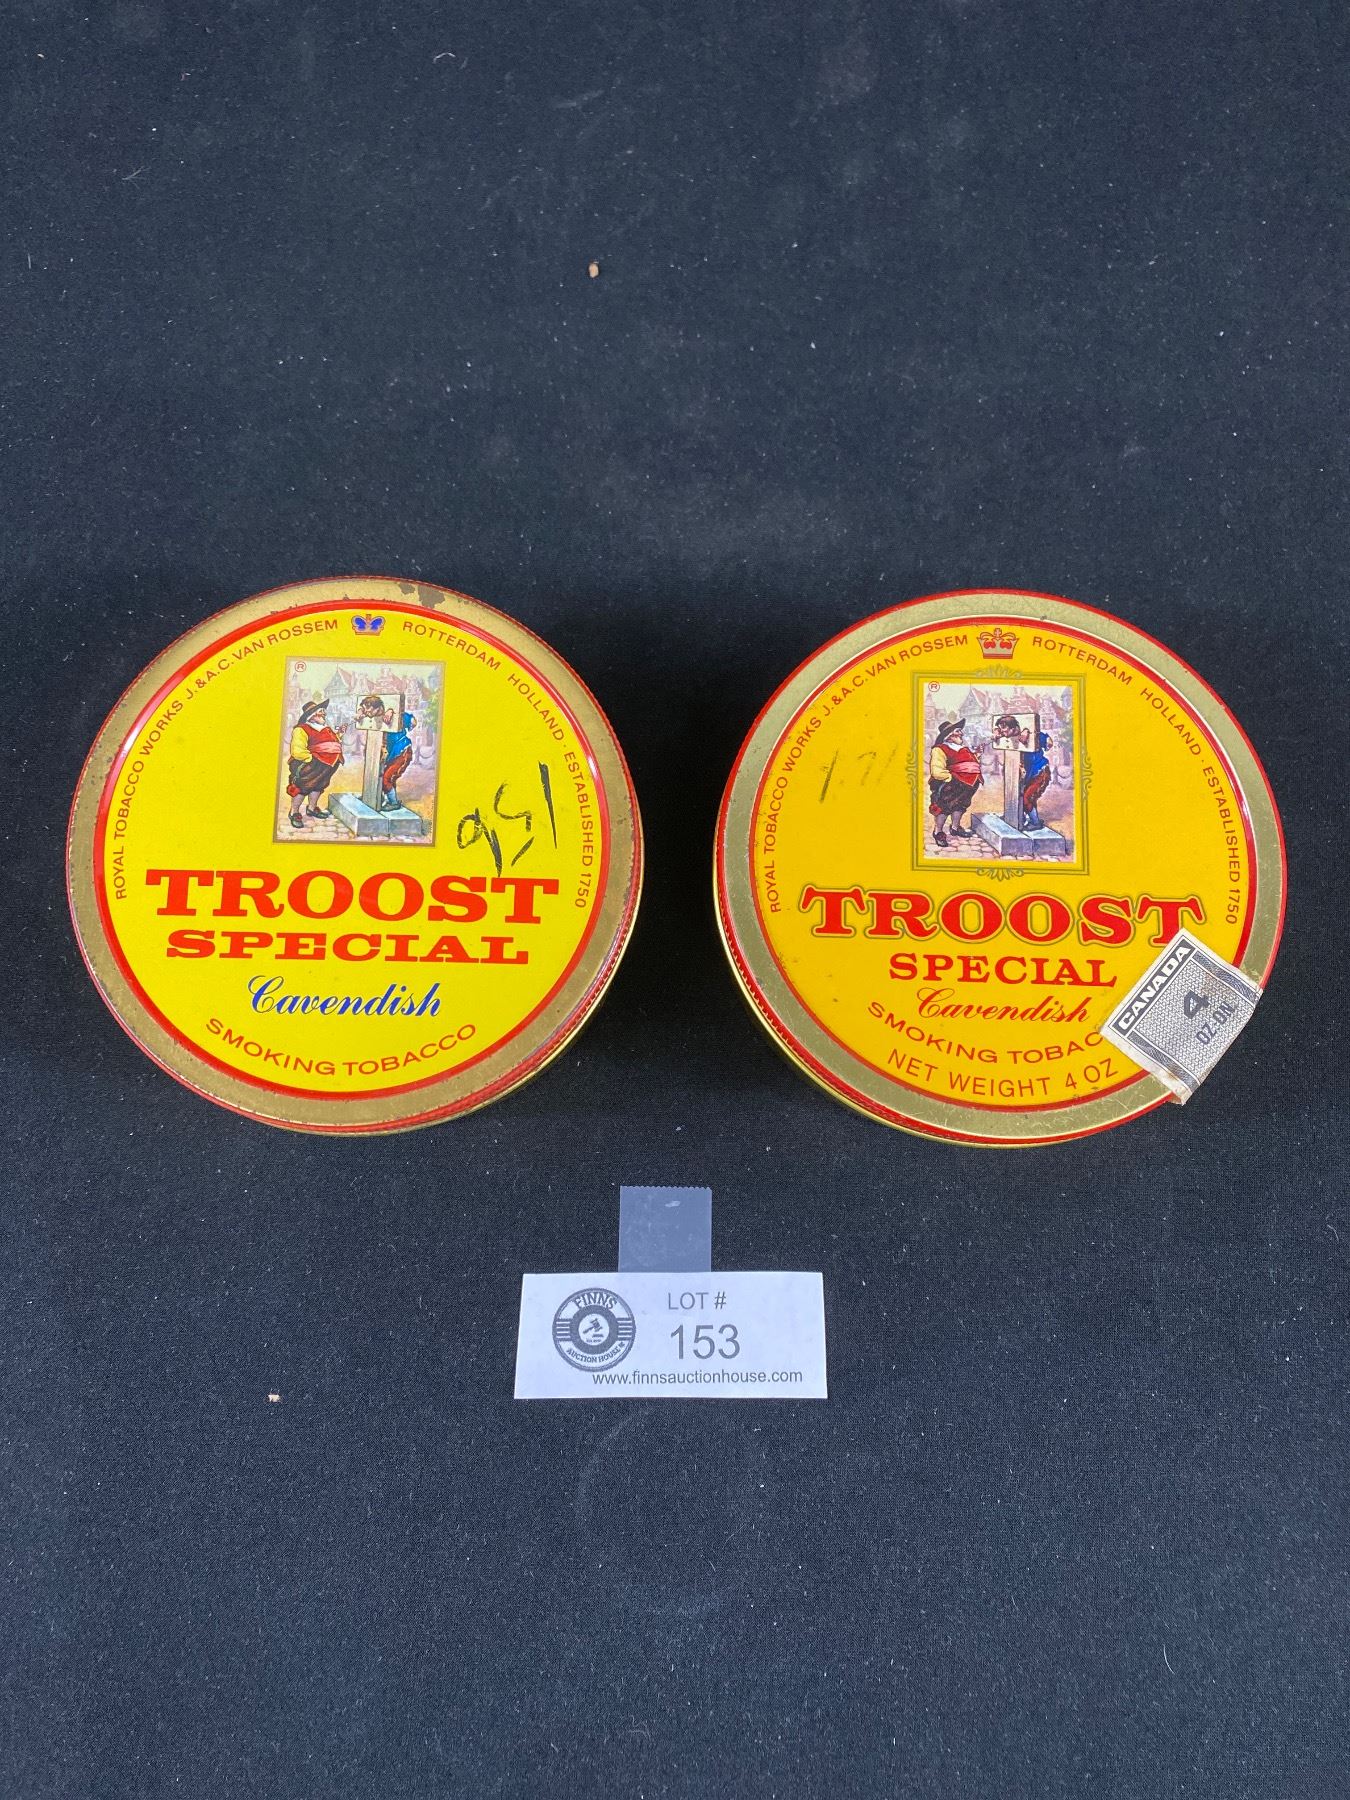 ROYAL TOBACCO WORKS J. & A.C. VAN ROSSEM ROTTERDAM HOLLAND · ESTABLISHED 1750
®
TROOST
SPECIAL
Cavendish
SMOKING TOBACCO
ROYAL TOBACCO WORKS J. & A.C. VAN ROSSEM ROTTERDAM HOLLAND · ESTABLISHED 1750
®
TROOST
SPECIAL
Cavendish
SMOKING TOBAC
NET WEIGHT 4 OZ
CANADA
4
OZ·ON
FINNS
AUCTION HOUSE
LOT #
153
www.finnsauctionhouse.com